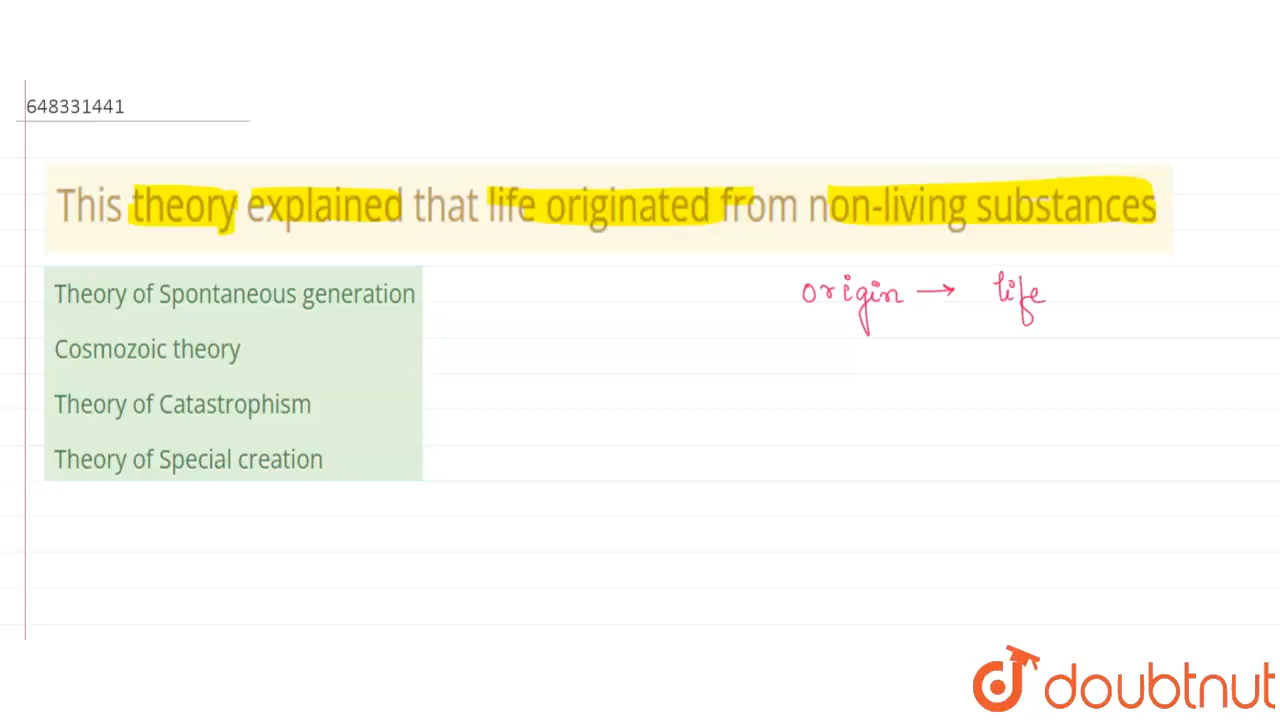 648331441
This theory explained that life originated from non-living substances
Theory of Spontaneous generation
origin → life
Cosmozoic theory
Theory of Catastrophism
Theory of Special creation
doubtnut